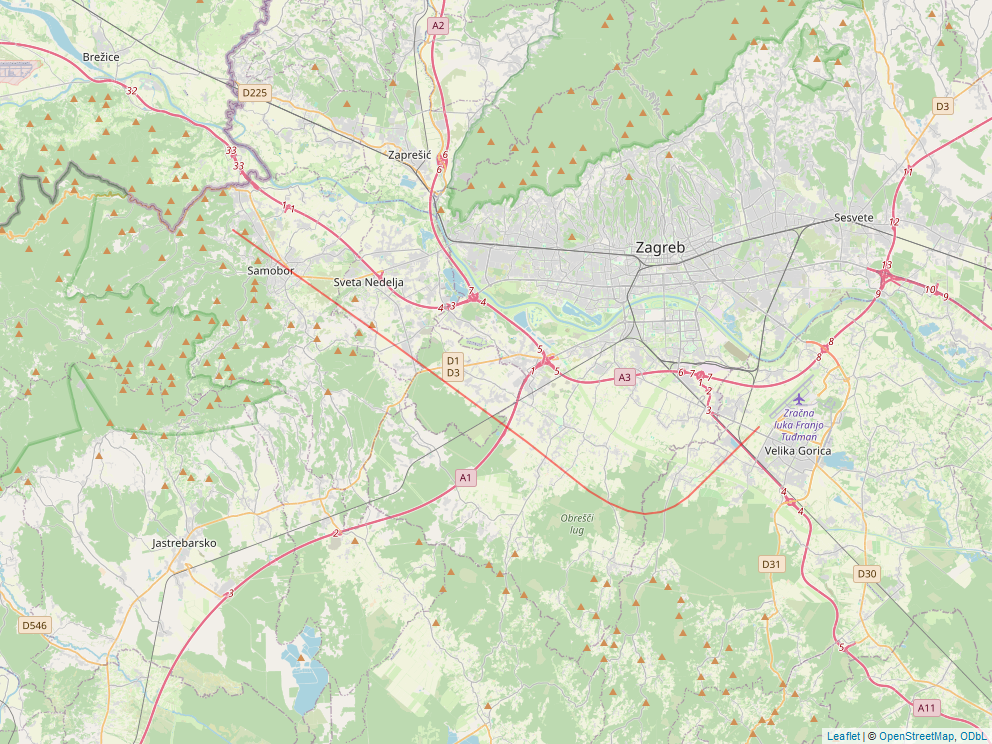 A2
Brežice
32
D225
D3
33
33
Zaprešić
6
6
11
1
1
12
Sesvete
Zagreb
Samobor
Sveta Nedelja
13
10
9
9
7
4
3
4
5
8
8
D1
D3
1
5
A3
6
7
7
1
2
3
Zračna
luka Franjo
Tuđman
Velika Gorica
A1
4
4
Obrešči
lug
2
Jastrebarsko
D31
D30
3
D546
5
A11
Leaflet | © OpenStreetMap, ODbL